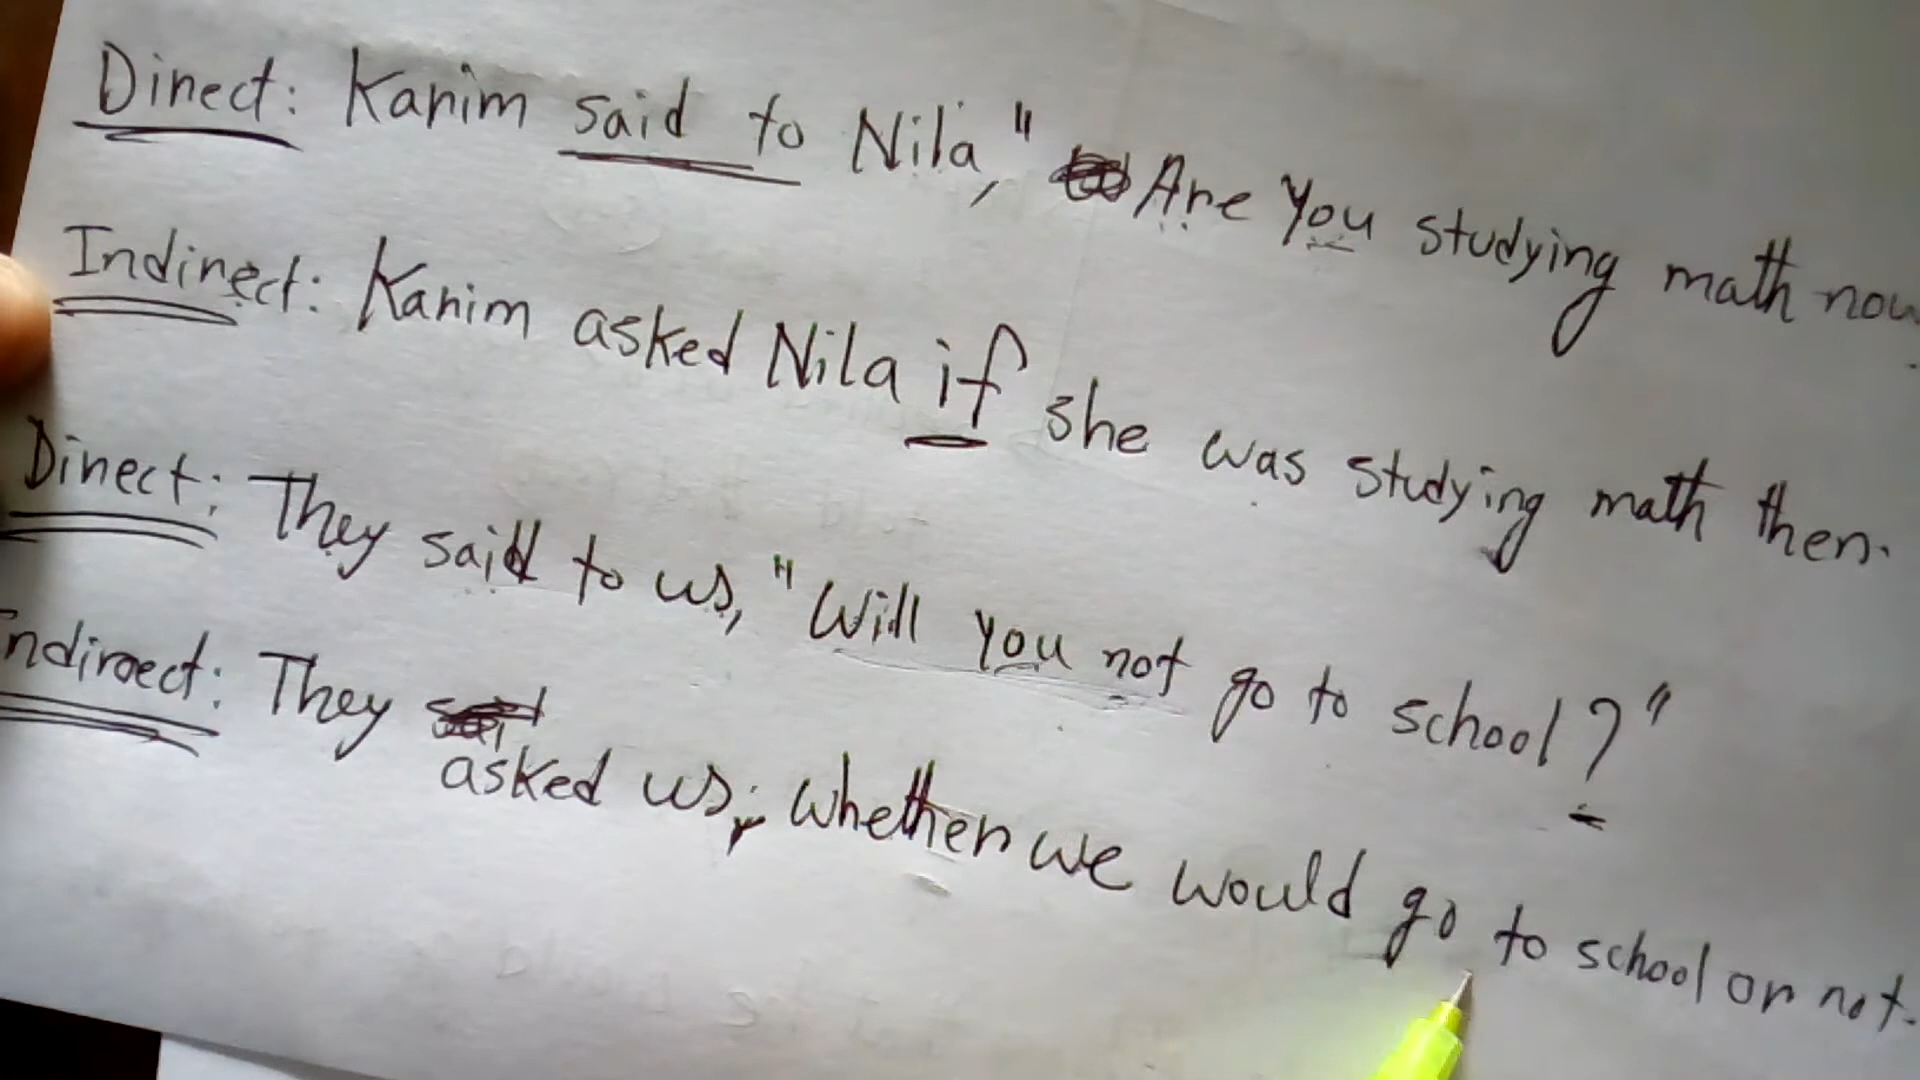 Direct: Karim said to Nila, " Are You studying math now
Indirect: Karim asked Nila if she was studying math then.
Direct: They said to us, "Will you not go to school?"
Indiroect: They
asked us, whether we would go to school or not.